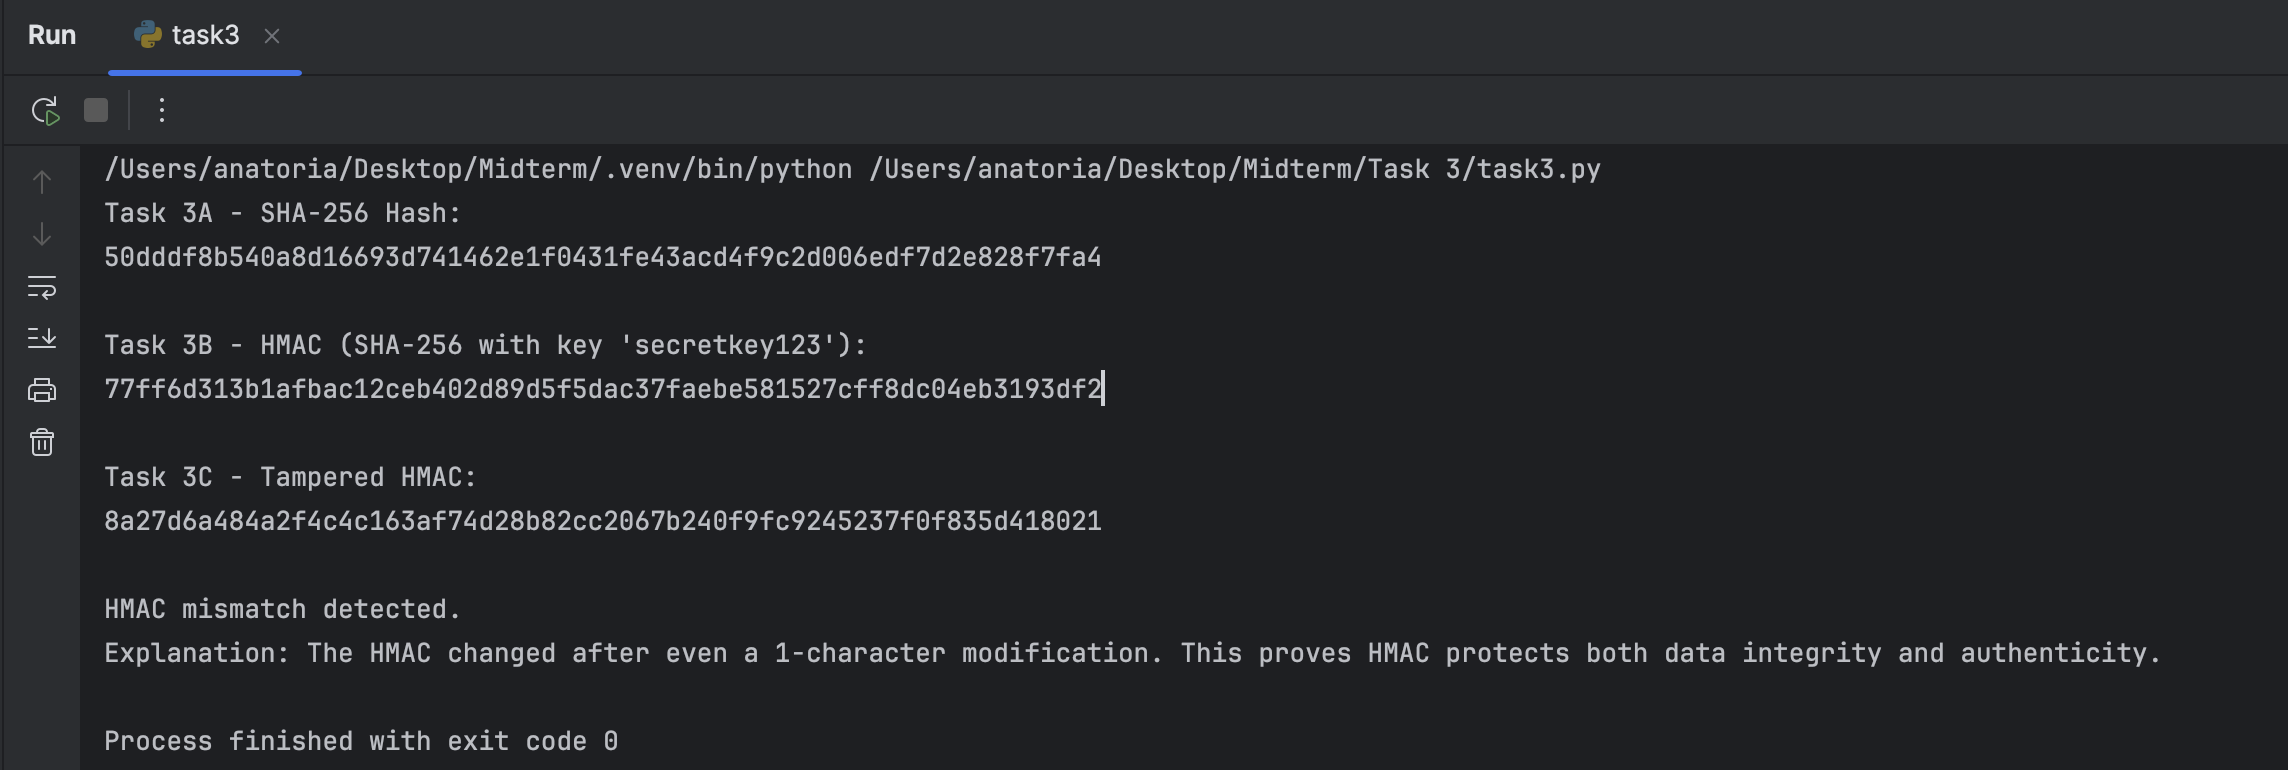 Run task3
/Users/anatoria/Desktop/Midterm/.venv/bin/python /Users/anatoria/Desktop/Midterm/Task 3/task3.py
Task 3A - SHA-256 Hash:
50dddf8b540a8d16693d741462e1f0431fe43acd4f9c2d006edf7d2e828f7fa4
Task 3B - HMAC (SHA-256 with key 'secretkey123'):
77ff6d313b1afbac12ceb402d89d5f5dac37faebe581527cff8dc04eb3193df2
Task 3C - Tampered HMAC:
8a27d6a484a2f4c4c163af74d28b82cc2067b240f9fc9245237f0f835d418021
HMAC mismatch detected.
Explanation: The HMAC changed after even a 1-character modification. This proves HMAC protects both data integrity and authenticity.
Process finished with exit code 0